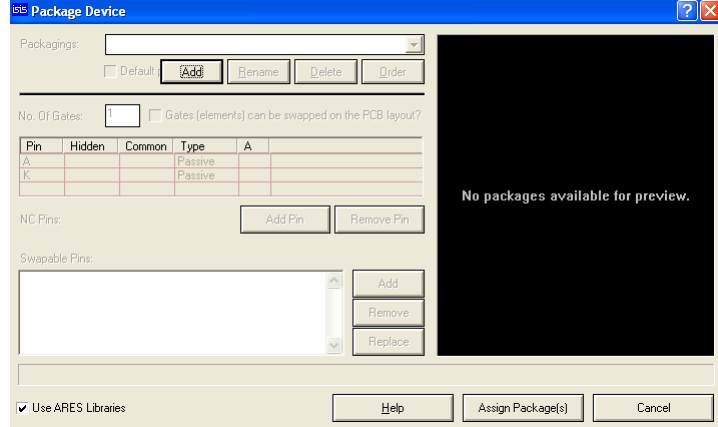 ISIS Package Device
Packagings:
Default p Add Rename Delete Order
No. Of Gates: 1 Gates (elements) can be swapped on the PCB layout?
Pin Hidden Common Type A
A Passive
K Passive
No packages available for preview.
NC Pins: Add Pin Remove Pin
Swapable Pins:
Add
Remove
Replace
Use ARES Libraries Help Assign Package(s) Cancel